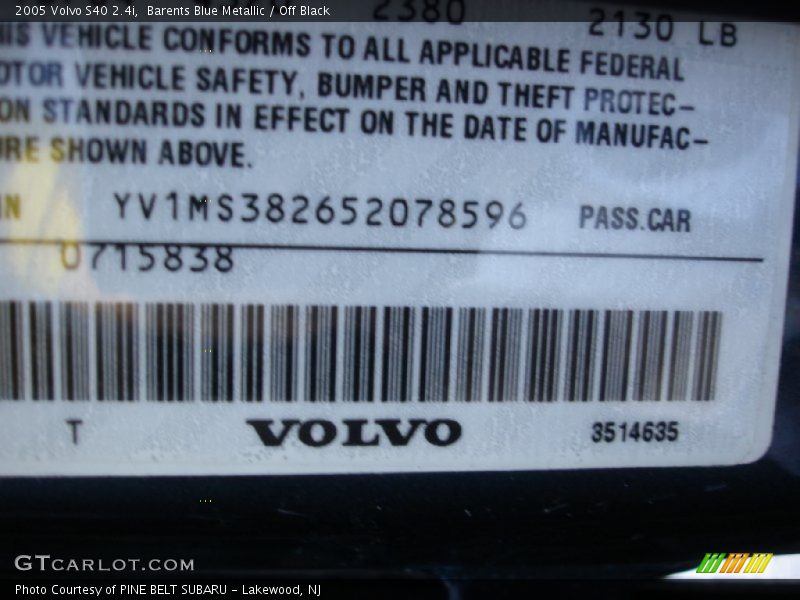 2005 Volvo S40 2.4i, Barents Blue Metallic / Off Black
2380 2130 LB
IS VEHICLE CONFORMS TO ALL APPLICABLE FEDERAL
OTOR VEHICLE SAFETY, BUMPER AND THEFT PROTEC-
ON STANDARDS IN EFFECT ON THE DATE OF MANUFAC-
URE SHOWN ABOVE.
IN YV1MS382652078596 PASS.CAR
0715838
T VOLVO 3514635
GTCARLOT.COM
Photo Courtesy of PINE BELT SUBARU - Lakewood, NJ